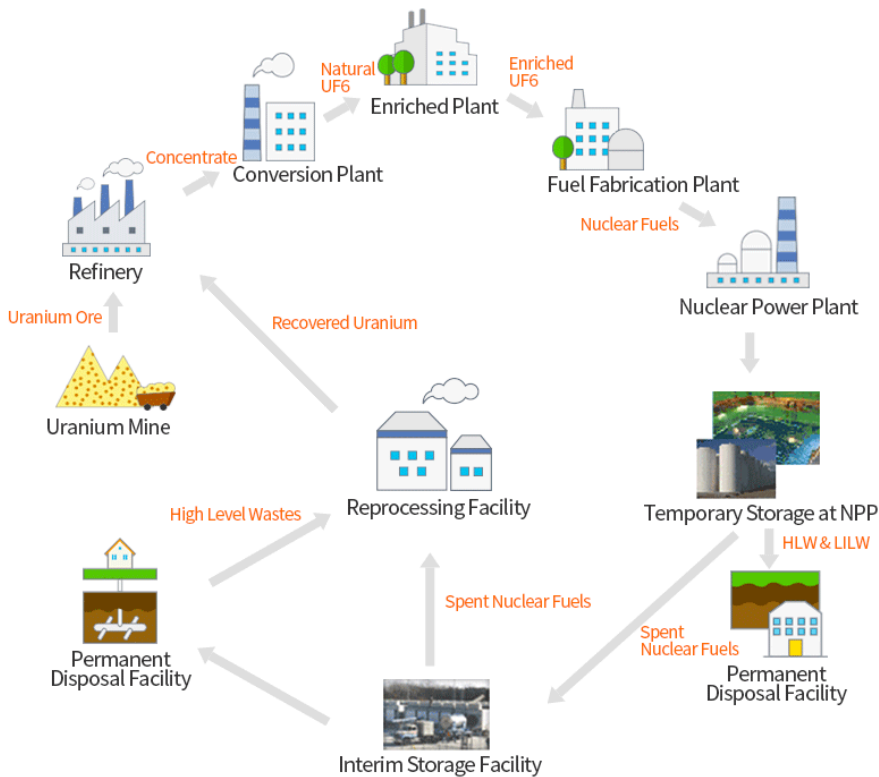 Natural
UF6
Enriched
UF6
Enriched Plant
Concentrate
Conversion Plant
Fuel Fabrication Plant
Nuclear Fuels
Refinery
Nuclear Power Plant
Uranium Ore
Recovered Uranium
Uranium Mine
Reprocessing Facility
Temporary Storage at NPP
High Level Wastes
HLW & LILW
Spent Nuclear Fuels
Spent
Nuclear Fuels
Permanent
Disposal Facility
Permanent
Disposal Facility
Interim Storage Facility